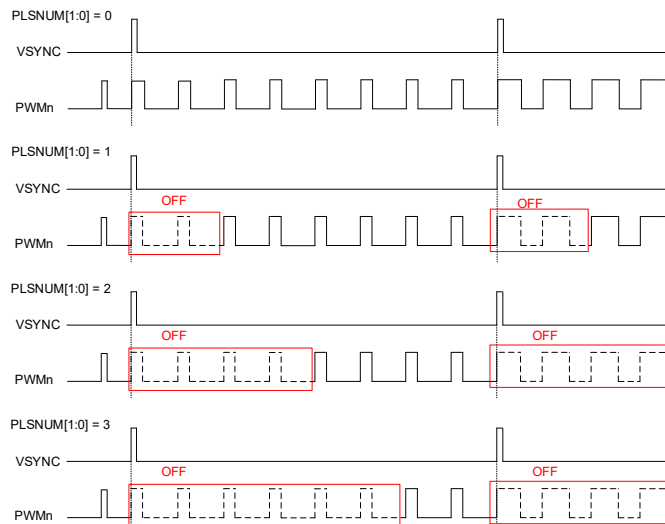 PLSNUM[1:0] = 0
VSYNC
PWMn
PLSNUM[1:0] = 1
VSYNC
OFF OFF
PWMn
PLSNUM[1:0] = 2
VSYNC
OFF OFF
PWMn
PLSNUM[1:0] = 3
VSYNC
OFF OFF
PWMn